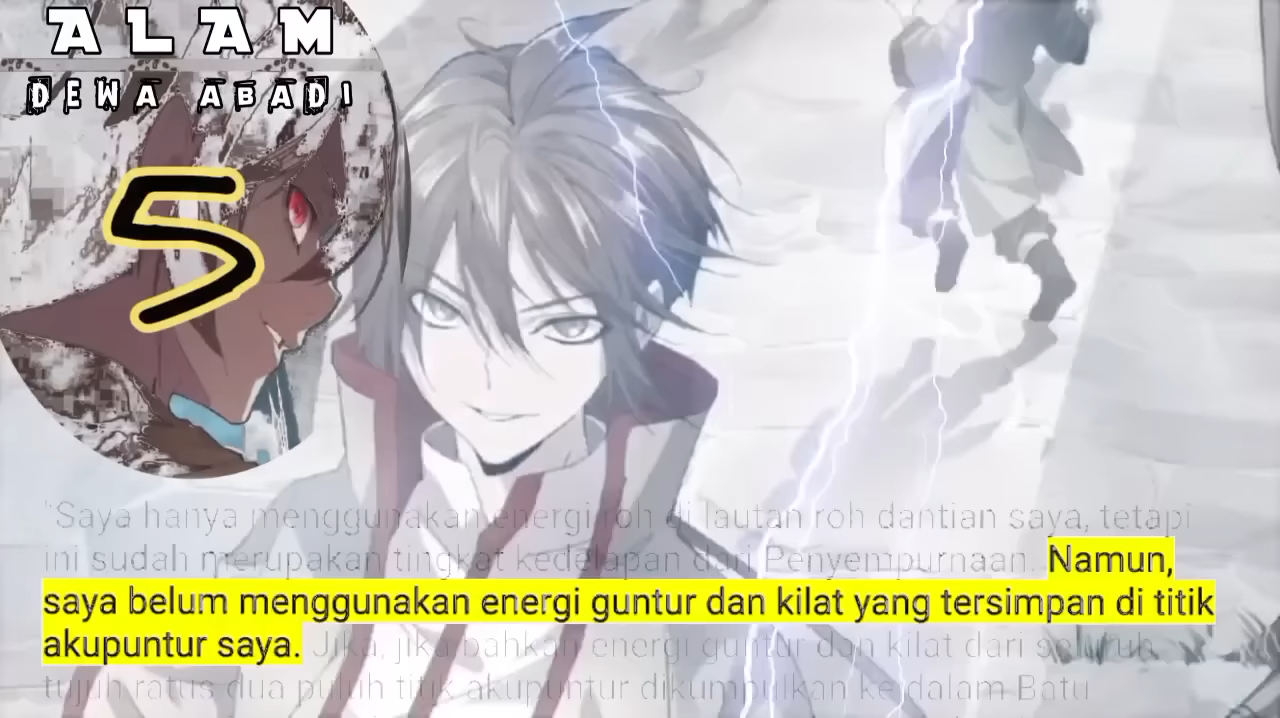 ALAM
DEWA ABADI
5
"Saya hanya menggunakan energi roh di lautan roh dantian saya, tetapi
ini sudah merupakan tingkat kedelapan dari Penyempurnaan. Namun,
saya belum menggunakan energi guntur dan kilat yang tersimpan di titik
akupuntur saya. Jika, jika bahkan energi guntur dan kilat dari seluruh
tujuh ratus dua puluh titik akupuntur dikumpulkan ke dalam Batu